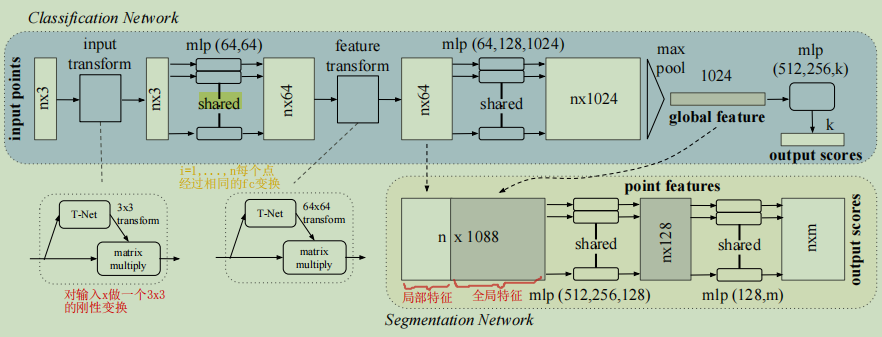 Classification Network
input points
nx3
input
transform
nx3
mlp (64,64)
shared
nx64
feature
transform
nx64
mlp (64,128,1024)
shared
nx1024
max
pool
1024
global feature
mlp
(512,256,k)
k
output scores
i=1,...,n每个点
经过相同的fc变换
T-Net
3x3
transform
matrix
multiply
对输入x做一个3x3
的刚性变换
T-Net
64x64
transform
matrix
multiply
point features
n x 1088
局部特征
全局特征
shared
mlp (512,256,128)
nx128
shared
mlp (128,m)
nxm
output scores
Segmentation Network